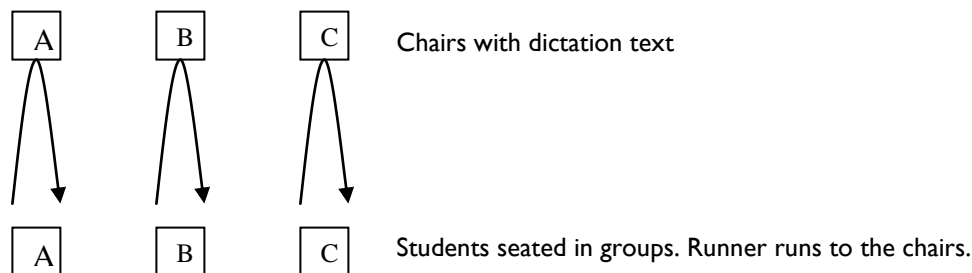 A B C Chairs with dictation text
A B C Students seated in groups. Runner runs to the chairs.